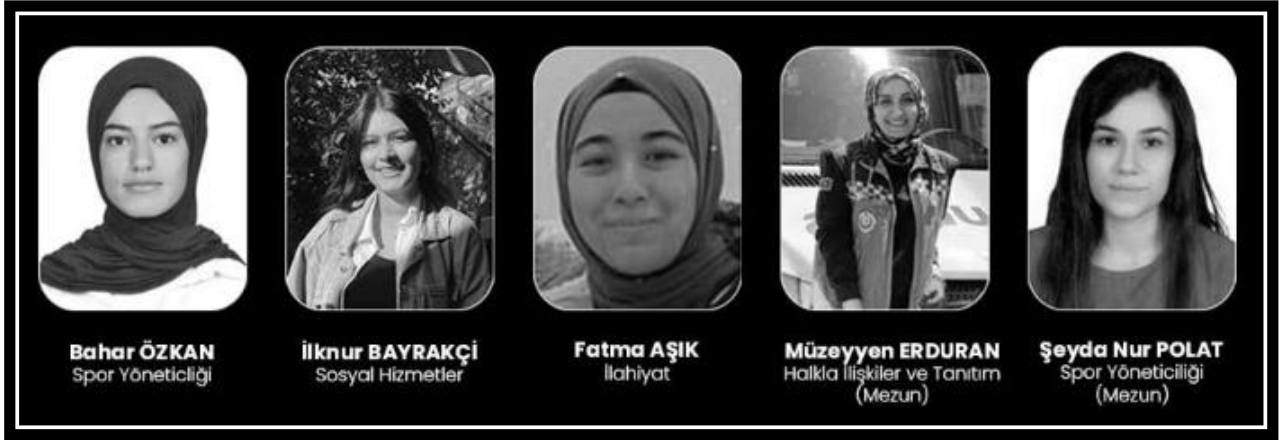 Bahar ÖZKAN
Spor Yöneticliği
İlknur BAYRAKÇİ
Sosyal Hizmetler
Fatma AŞIK
İlahiyat
Müzeyyen ERDURAN
Halkla İlişkiler ve Tanıtım
(Mezun)
Şeyda Nur POLAT
Spor Yöneticiliği
(Mezun)